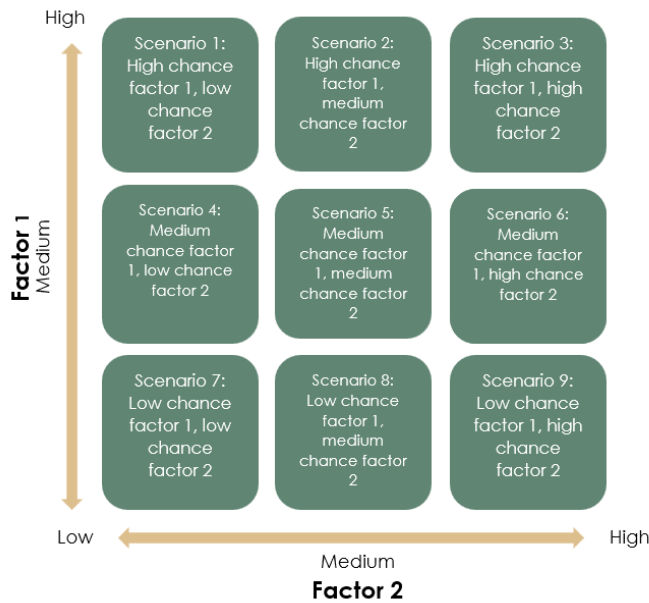 High
Scenario 1:
High chance
factor 1, low
chance
factor 2
Scenario 2:
High chance
factor 1,
medium
chance factor
2
Scenario 3:
High chance
factor 1, high
chance
factor 2
Factor 1
Medium
Scenario 4:
Medium
chance factor
1, low chance
factor 2
Scenario 5:
Medium
chance factor
1, medium
chance factor
2
Scenario 6:
Medium
chance factor
1, high chance
factor 2
Scenario 7:
Low chance
factor 1, low
chance
factor 2
Scenario 8:
Low chance
factor 1,
medium
chance factor
2
Scenario 9:
Low chance
factor 1, high
chance
factor 2
Low
High
Medium
Factor 2